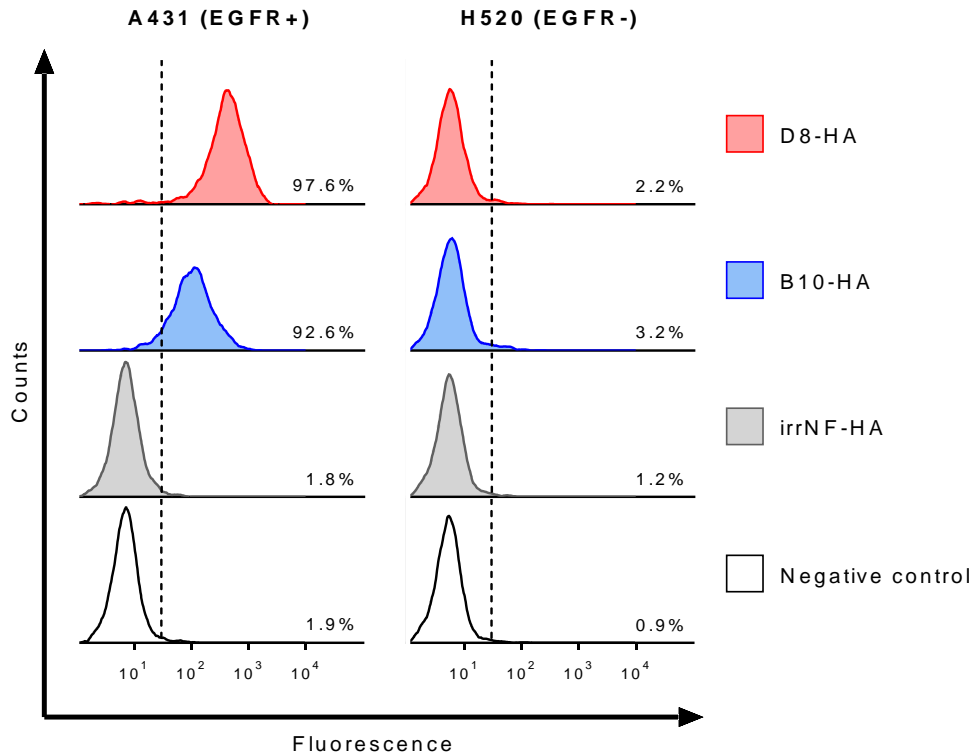 A431 (EGFR+) H520 (EGFR-)
Counts
97.6% 2.2% D8-HA
92.6% 3.2% B10-HA
1.8% 1.2% irrNF-HA
1.9% 0.9% Negative control
10¹ 10² 10³ 10⁴ 10¹ 10² 10³ 10⁴
Fluorescence